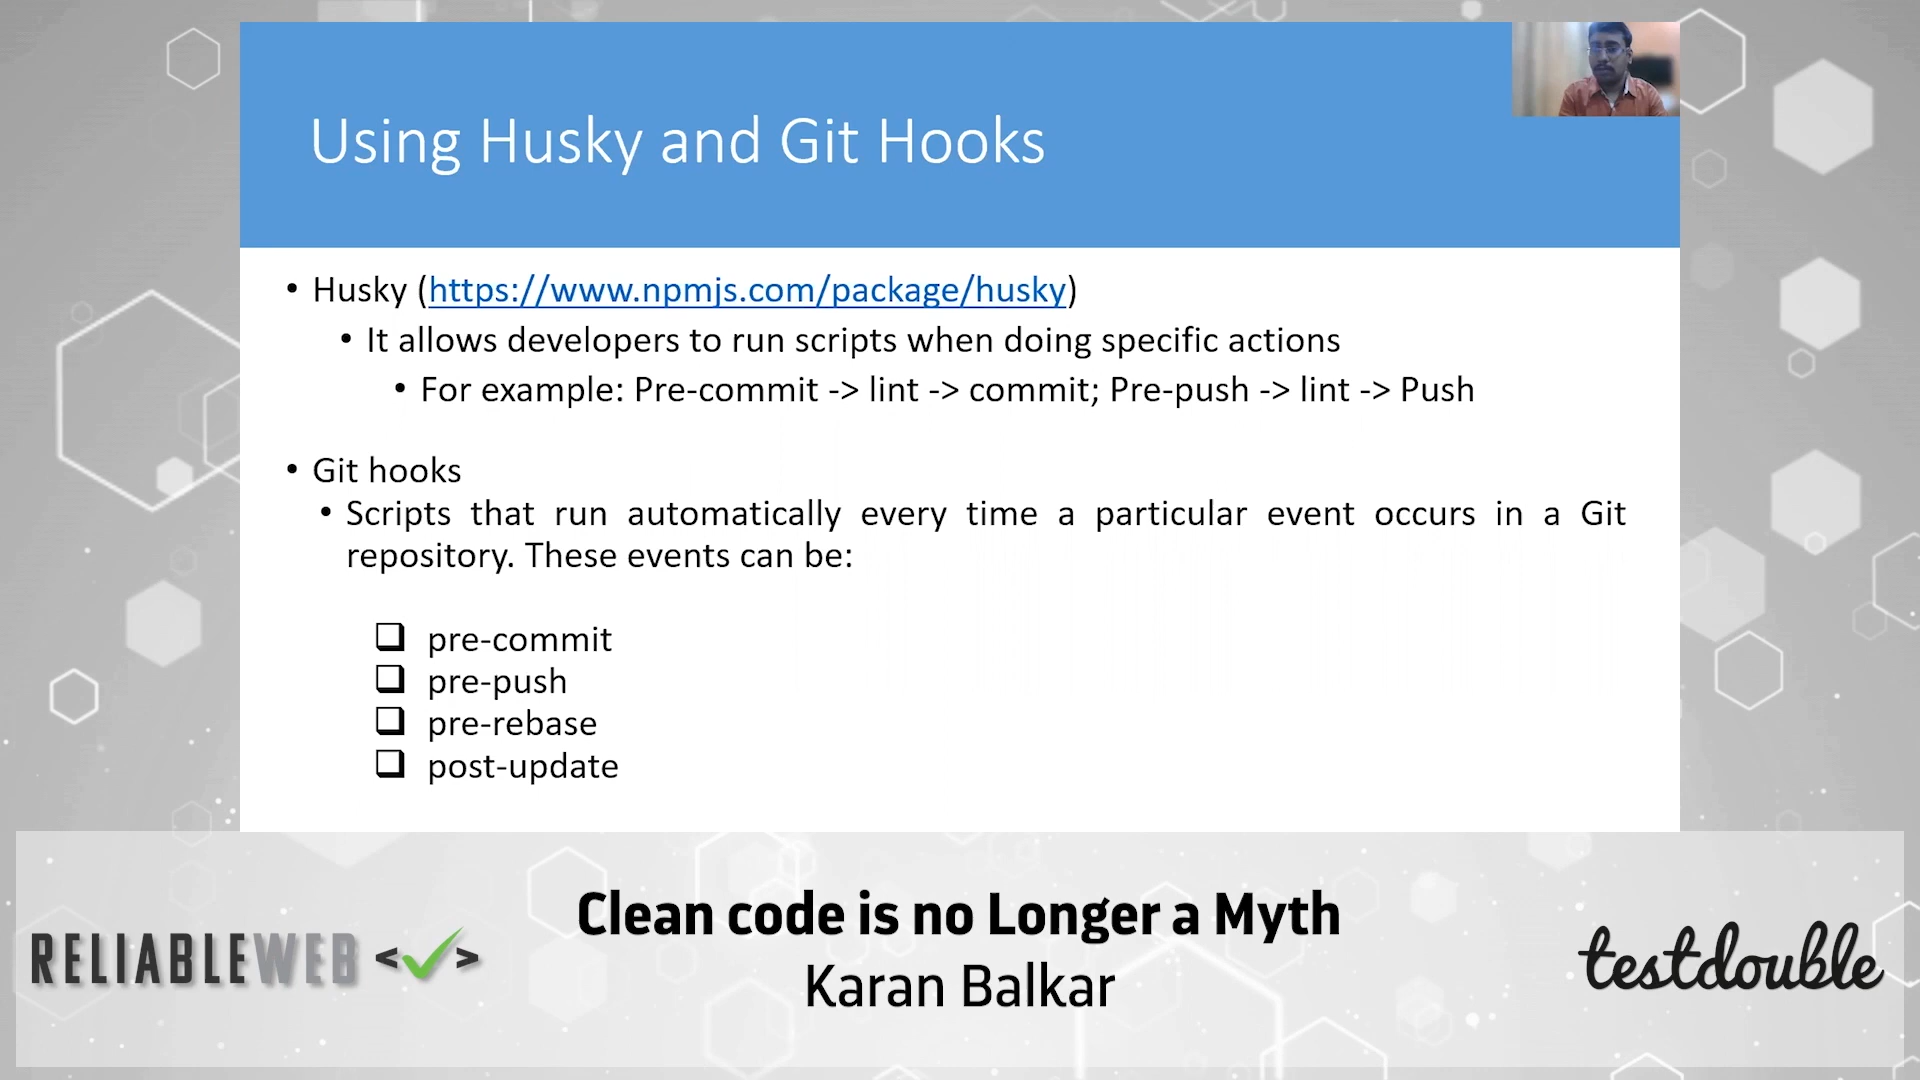 Using Husky and Git Hooks
• Husky (https://www.npmjs.com/package/husky)
• It allows developers to run scripts when doing specific actions
• For example: Pre-commit -> lint -> commit; Pre-push -> lint -> Push
• Git hooks
• Scripts that run automatically every time a particular event occurs in a Git
repository. These events can be:
❑ pre-commit
❑ pre-push
❑ pre-rebase
❑ post-update
Clean code is no Longer a Myth
Karan Balkar
RELIABLEWEB <✓>
testdouble